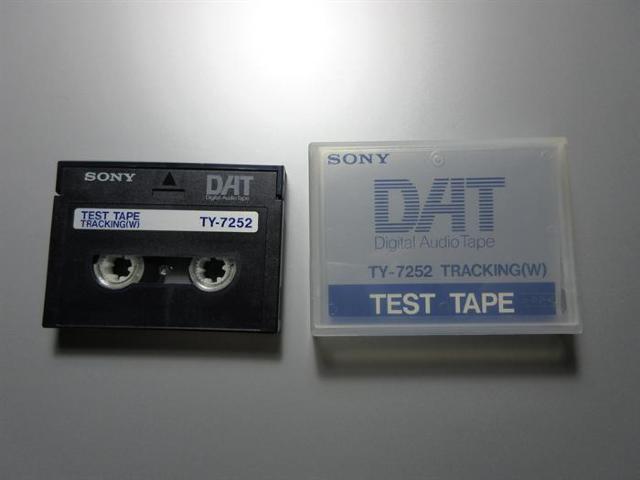 SONY
DAT
Digital Audio Tape
TEST TAPE
TRACKING(W)
TY-7252
SONY
DAT
Digital Audio Tape
TY-7252 TRACKING(W)
TEST TAPE